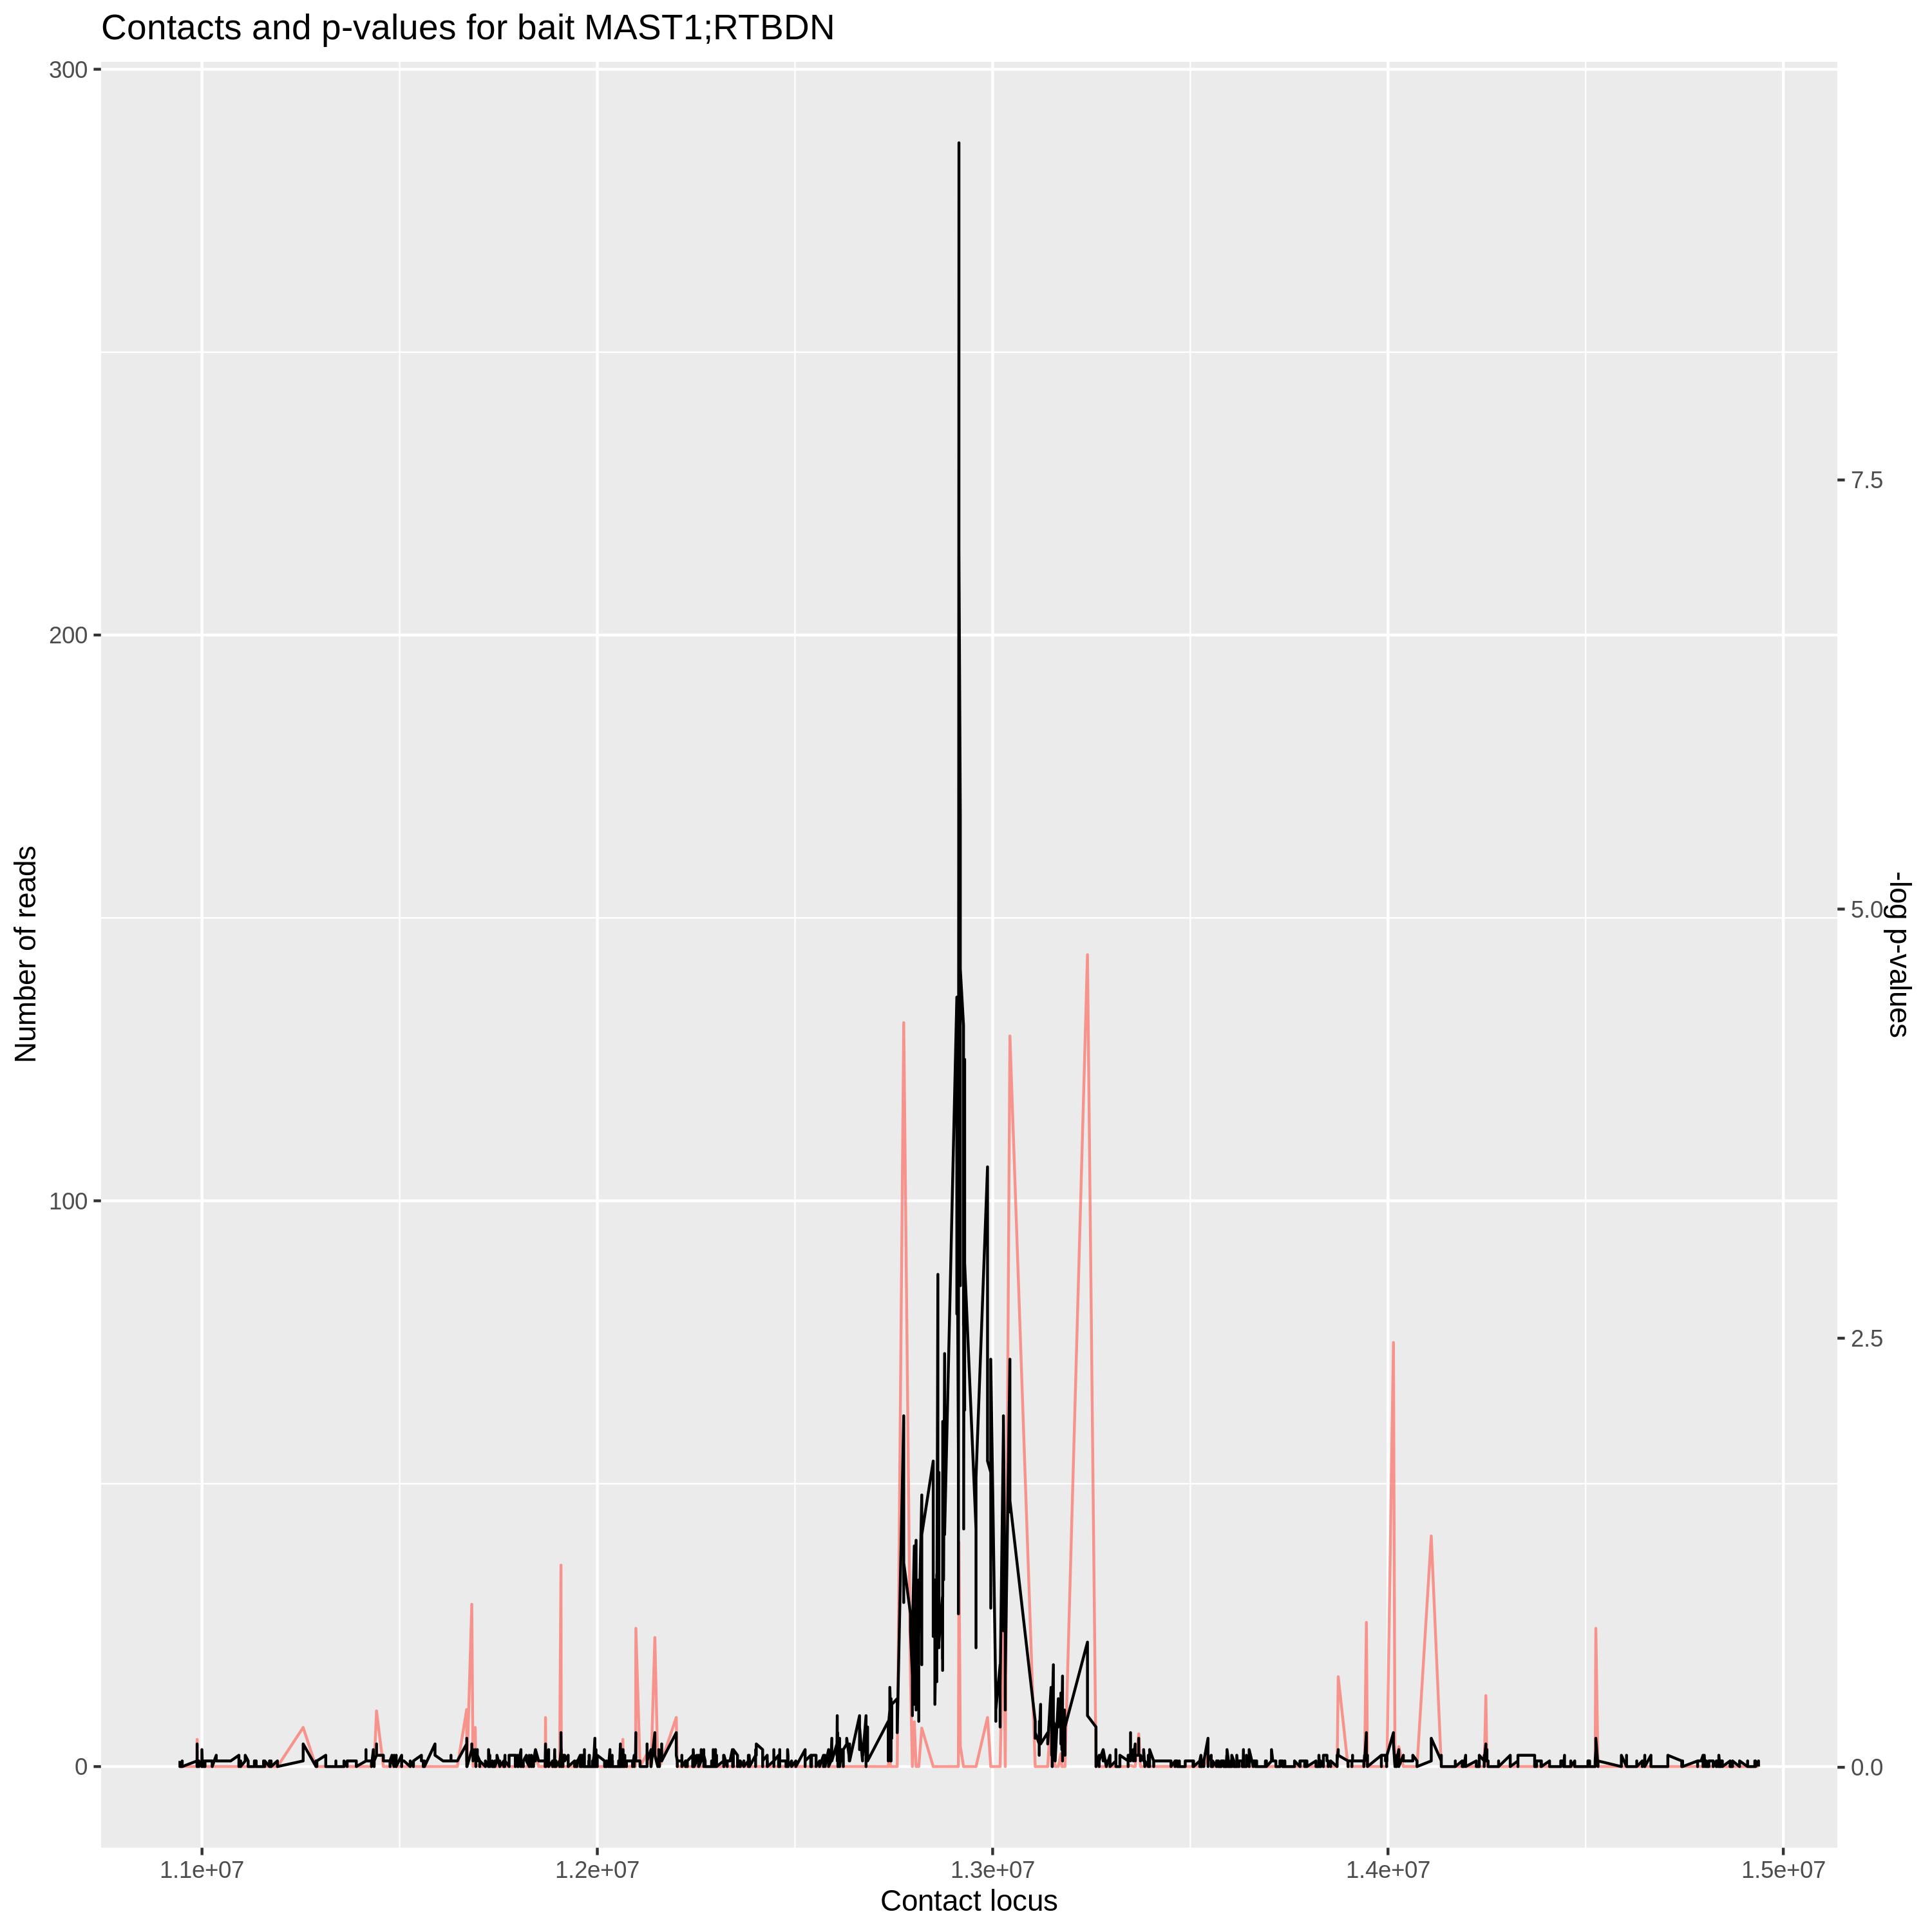 Contacts and p-values for bait MAST1;RTBDN
300
200
100
0
Number of reads
7.5
5.0
2.5
0.0
-log p-values
1.1e+07
1.2e+07
1.3e+07
1.4e+07
1.5e+07
Contact locus